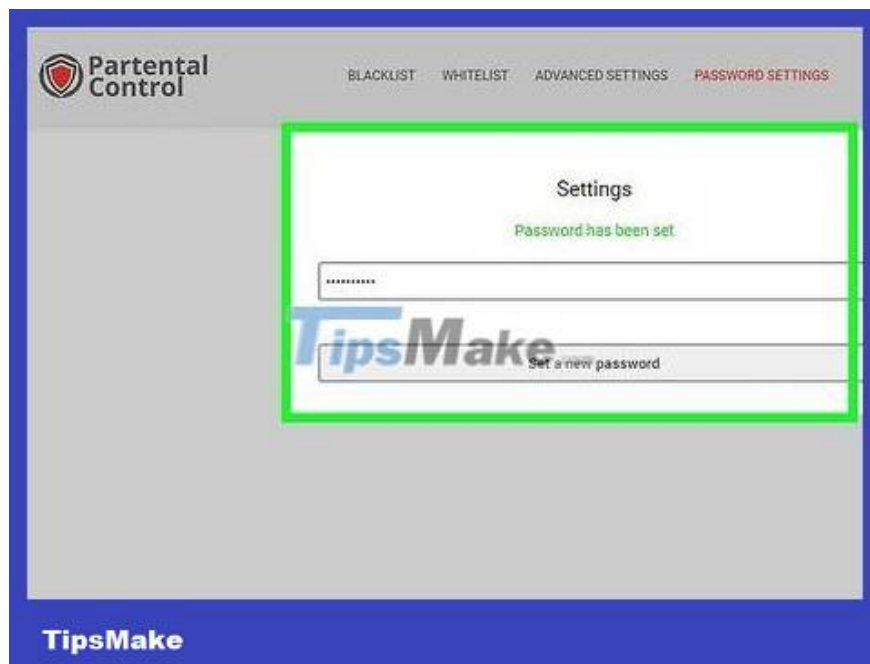 Partental
Control
BLACKLIST WHITELIST ADVANCED SETTINGS PASSWORD SETTINGS
Settings
Password has been set
••••••••••
TipsMake
Set a new password
TipsMake